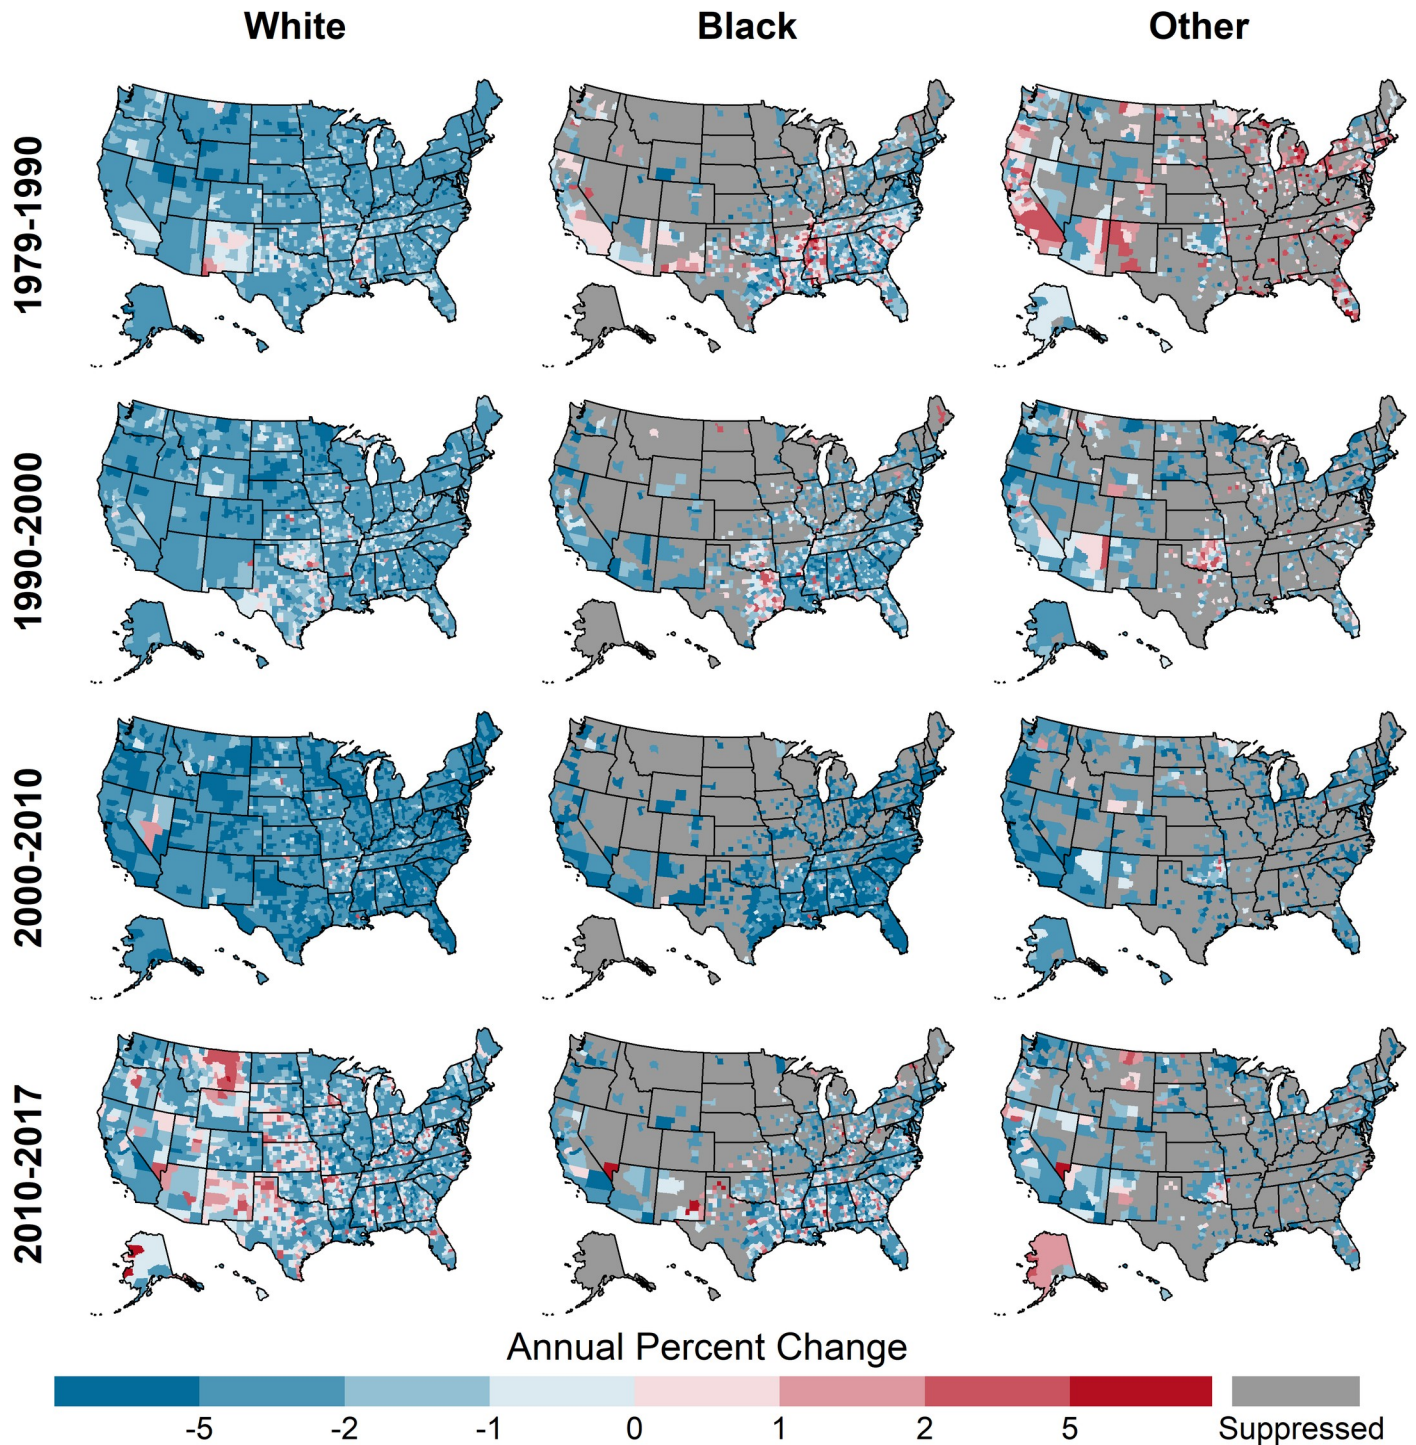 White Black Other
1979-1990
1990-2000
2000-2010
2010-2017
Annual Percent Change
-5 -2 -1 0 1 2 5 Suppressed